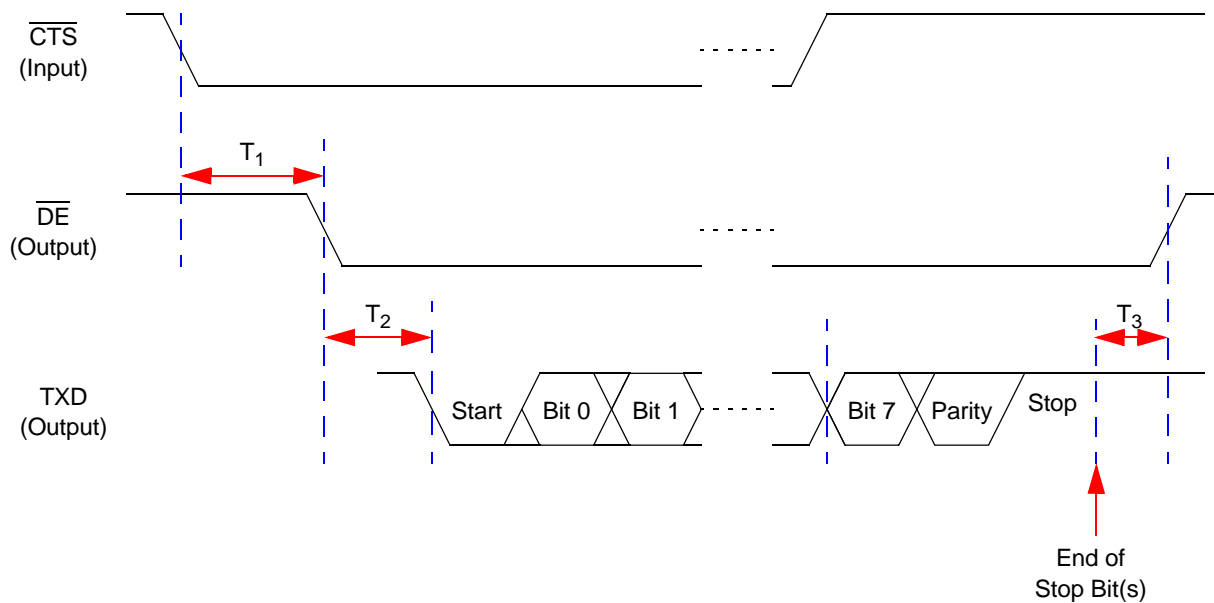 CTS
(Input)
T1
DE
(Output)
T2
T3
TXD
(Output)
Start
Bit 0
Bit 1
Bit 7
Parity
Stop
End of
Stop Bit(s)